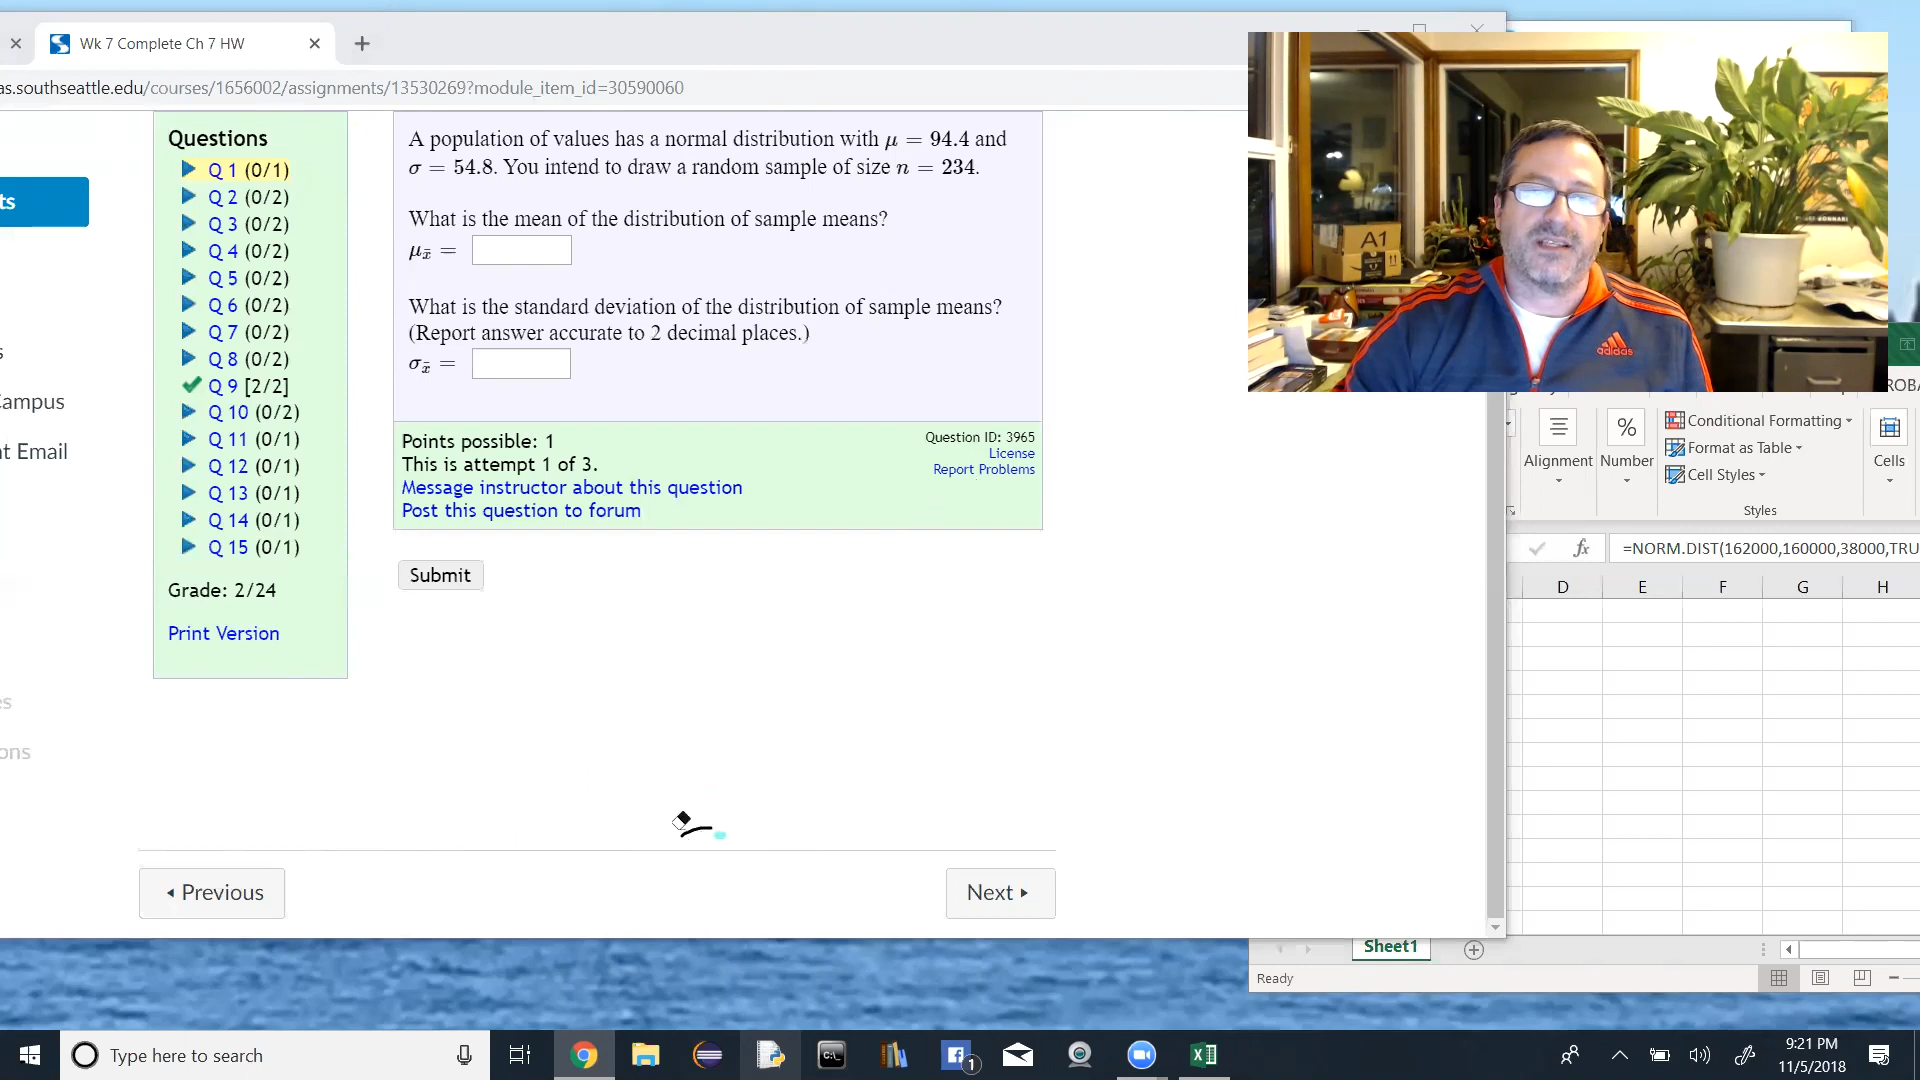 Wk 7 Complete Ch 7 HW
as.southseattle.edu/courses/1656002/assignments/13530269?module_item_id=30590060
ts
s
Campus
t Email
es
ons
Questions
Q 1 (0/1)
Q 2 (0/2)
Q 3 (0/2)
Q 4 (0/2)
Q 5 (0/2)
Q 6 (0/2)
Q 7 (0/2)
Q 8 (0/2)
Q 9 [2/2]
Q 10 (0/2)
Q 11 (0/1)
Q 12 (0/1)
Q 13 (0/1)
Q 14 (0/1)
Q 15 (0/1)
Grade: 2/24
Print Version
A population of values has a normal distribution with μ = 94.4 and
σ = 54.8. You intend to draw a random sample of size n = 234.
What is the mean of the distribution of sample means?
μx̄ =
What is the standard deviation of the distribution of sample means?
(Report answer accurate to 2 decimal places.)
σx̄ =
Points possible: 1
This is attempt 1 of 3.
Message instructor about this question
Post this question to forum
Question ID: 3965
License
Report Problems
Submit
Previous
Next
A1
adidas
Alignment
%
Number
Conditional Formatting
Format as Table
Cell Styles
Styles
Cells
fx
=NORM.DIST(162000,160000,38000,TRU
D E F G H
Sheet1
Ready
Type here to search
C:\_
1
9:21 PM
11/5/2018